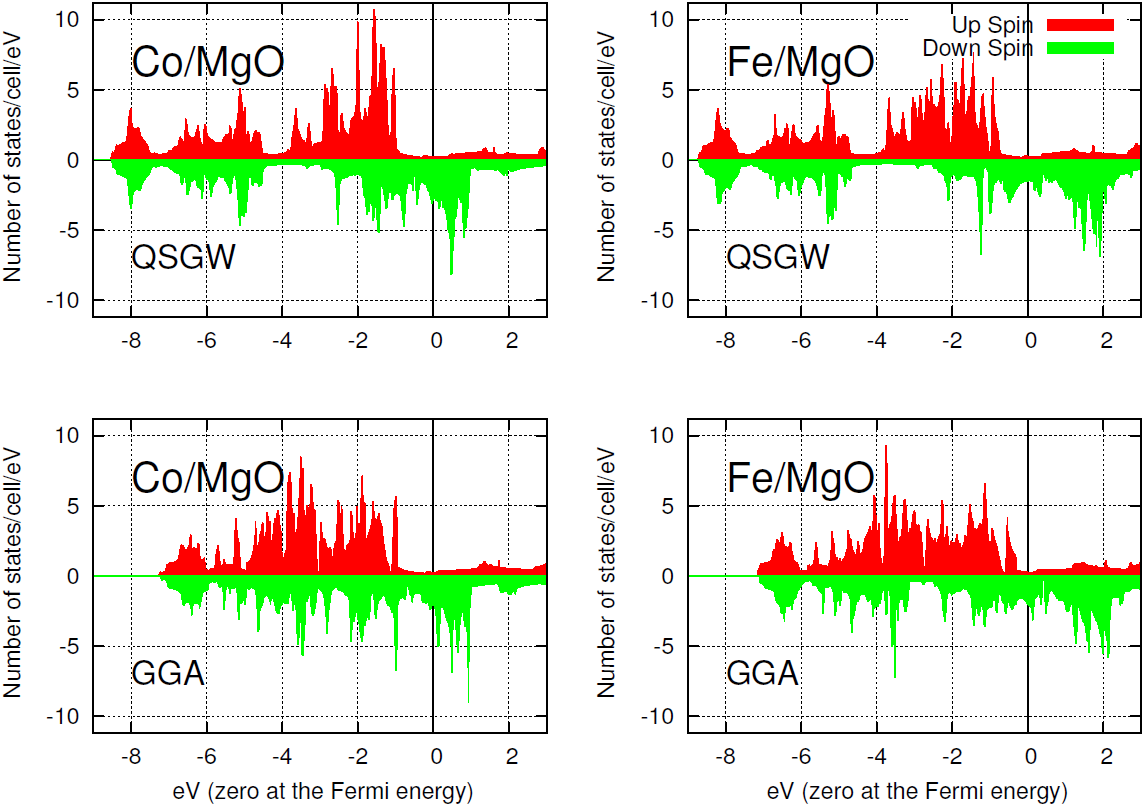 Number of states/cell/eV
10
5
0
-5
-10
Co/MgO
QSGW
-8 -6 -4 -2 0 2
Number of states/cell/eV
10
5
0
-5
-10
Up Spin
Down Spin
Fe/MgO
QSGW
-8 -6 -4 -2 0 2
Number of states/cell/eV
10
5
0
-5
-10
Co/MgO
GGA
-8 -6 -4 -2 0 2
eV (zero at the Fermi energy)
Number of states/cell/eV
10
5
0
-5
-10
Fe/MgO
GGA
-8 -6 -4 -2 0 2
eV (zero at the Fermi energy)